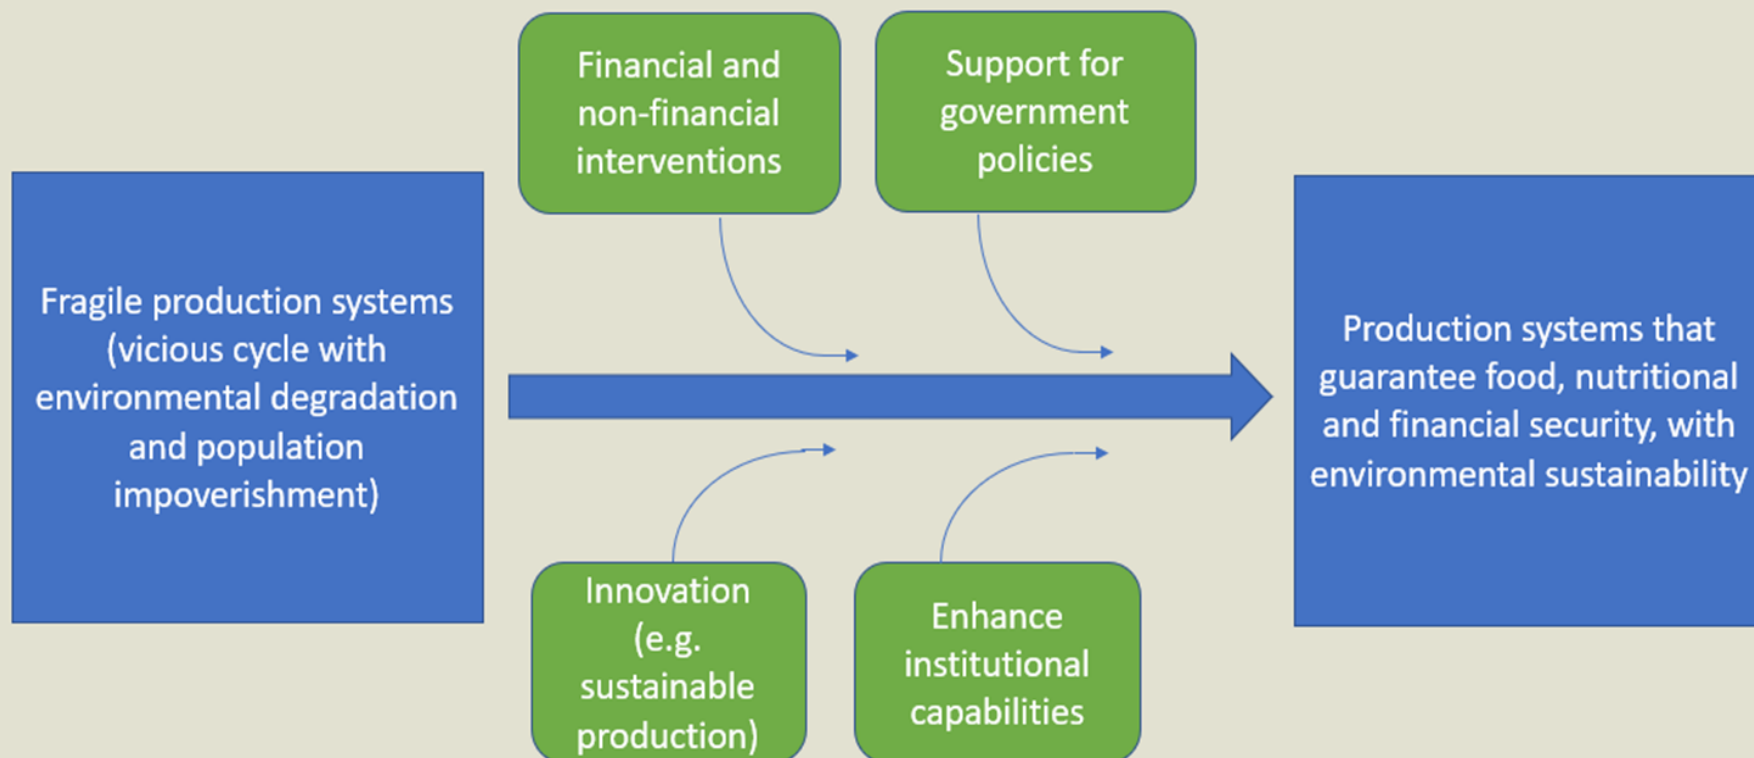 Financial and
non-financial
interventions
Support for
government
policies
Fragile production systems
(vicious cycle with
environmental degradation
and population
impoverishment)
Production systems that
guarantee food, nutritional
and financial security, with
environmental sustainability
Innovation
(e.g.
sustainable
production)
Enhance
institutional
capabilities